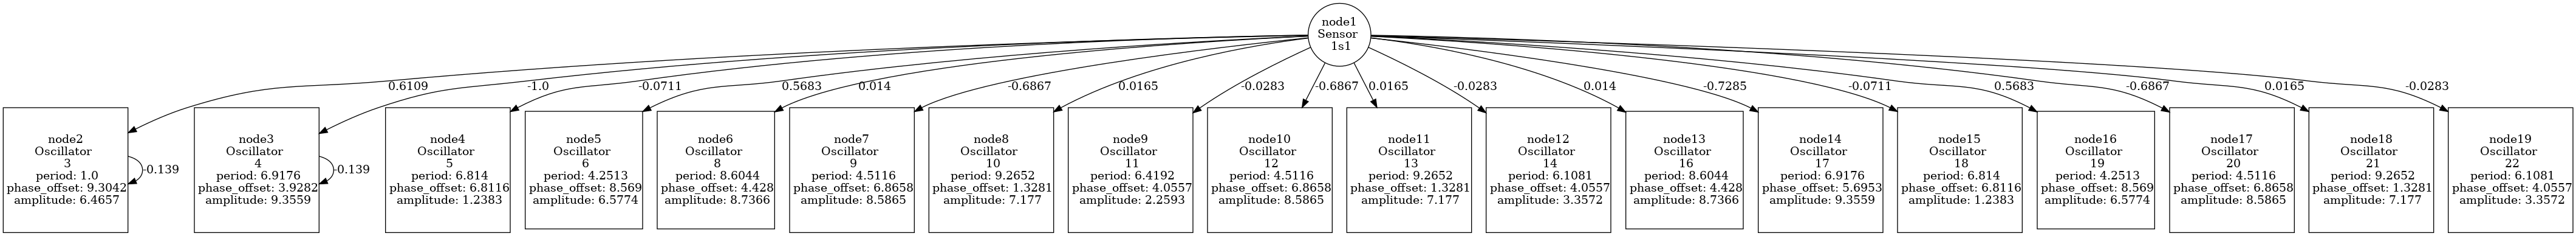 node1
Sensor
1s1
0.6109
-1.0
-0.0711
0.5683
0.014
-0.6867
0.0165
-0.0283
-0.6867
0.0165
-0.0283
0.014
-0.7285
-0.0711
0.5683
-0.6867
0.0165
-0.0283
node2
Oscillator
3
period: 1.0
phase_offset: 9.3042
amplitude: 6.4657
-0.139
node3
Oscillator
4
period: 6.9176
phase_offset: 3.9282
amplitude: 9.3559
-0.139
node4
Oscillator
5
period: 6.814
phase_offset: 6.8116
amplitude: 1.2383
node5
Oscillator
6
period: 4.2513
phase_offset: 8.569
amplitude: 6.5774
node6
Oscillator
8
period: 8.6044
phase_offset: 4.428
amplitude: 8.7366
node7
Oscillator
9
period: 4.5116
phase_offset: 6.8658
amplitude: 8.5865
node8
Oscillator
10
period: 9.2652
phase_offset: 1.3281
amplitude: 7.177
node9
Oscillator
11
period: 6.4192
phase_offset: 4.0557
amplitude: 2.2593
node10
Oscillator
12
period: 4.5116
phase_offset: 6.8658
amplitude: 8.5865
node11
Oscillator
13
period: 9.2652
phase_offset: 1.3281
amplitude: 7.177
node12
Oscillator
14
period: 6.1081
phase_offset: 4.0557
amplitude: 3.3572
node13
Oscillator
16
period: 8.6044
phase_offset: 4.428
amplitude: 8.7366
node14
Oscillator
17
period: 6.9176
phase_offset: 5.6953
amplitude: 9.3559
node15
Oscillator
18
period: 6.814
phase_offset: 6.8116
amplitude: 1.2383
node16
Oscillator
19
period: 4.2513
phase_offset: 8.569
amplitude: 6.5774
node17
Oscillator
20
period: 4.5116
phase_offset: 6.8658
amplitude: 8.5865
node18
Oscillator
21
period: 9.2652
phase_offset: 1.3281
amplitude: 7.177
node19
Oscillator
22
period: 6.1081
phase_offset: 4.0557
amplitude: 3.3572